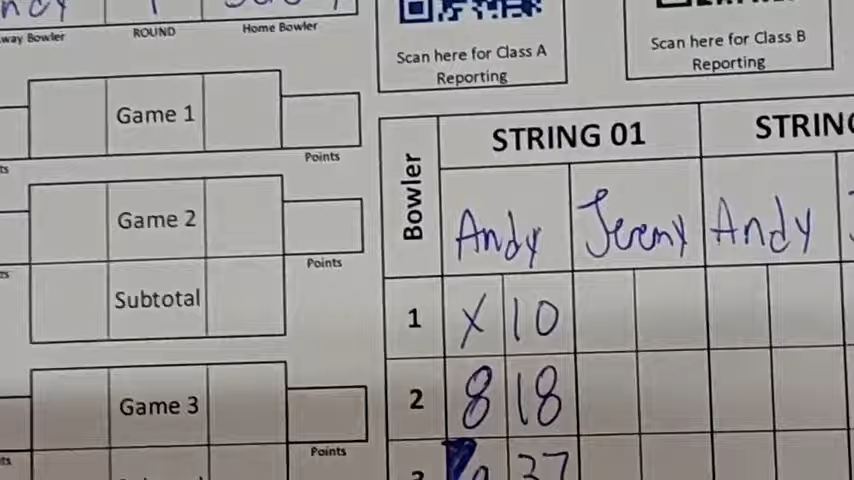 ROUND
Away Bowler
Home Bowler
Scan here for Class A
Reporting
Scan here for Class B
Reporting
Game 1
Points
Game 2
Points
Subtotal
Game 3
Points
Bowler
STRING 01
Andy Jeremy Andy
1 X 10
2 8 18
37